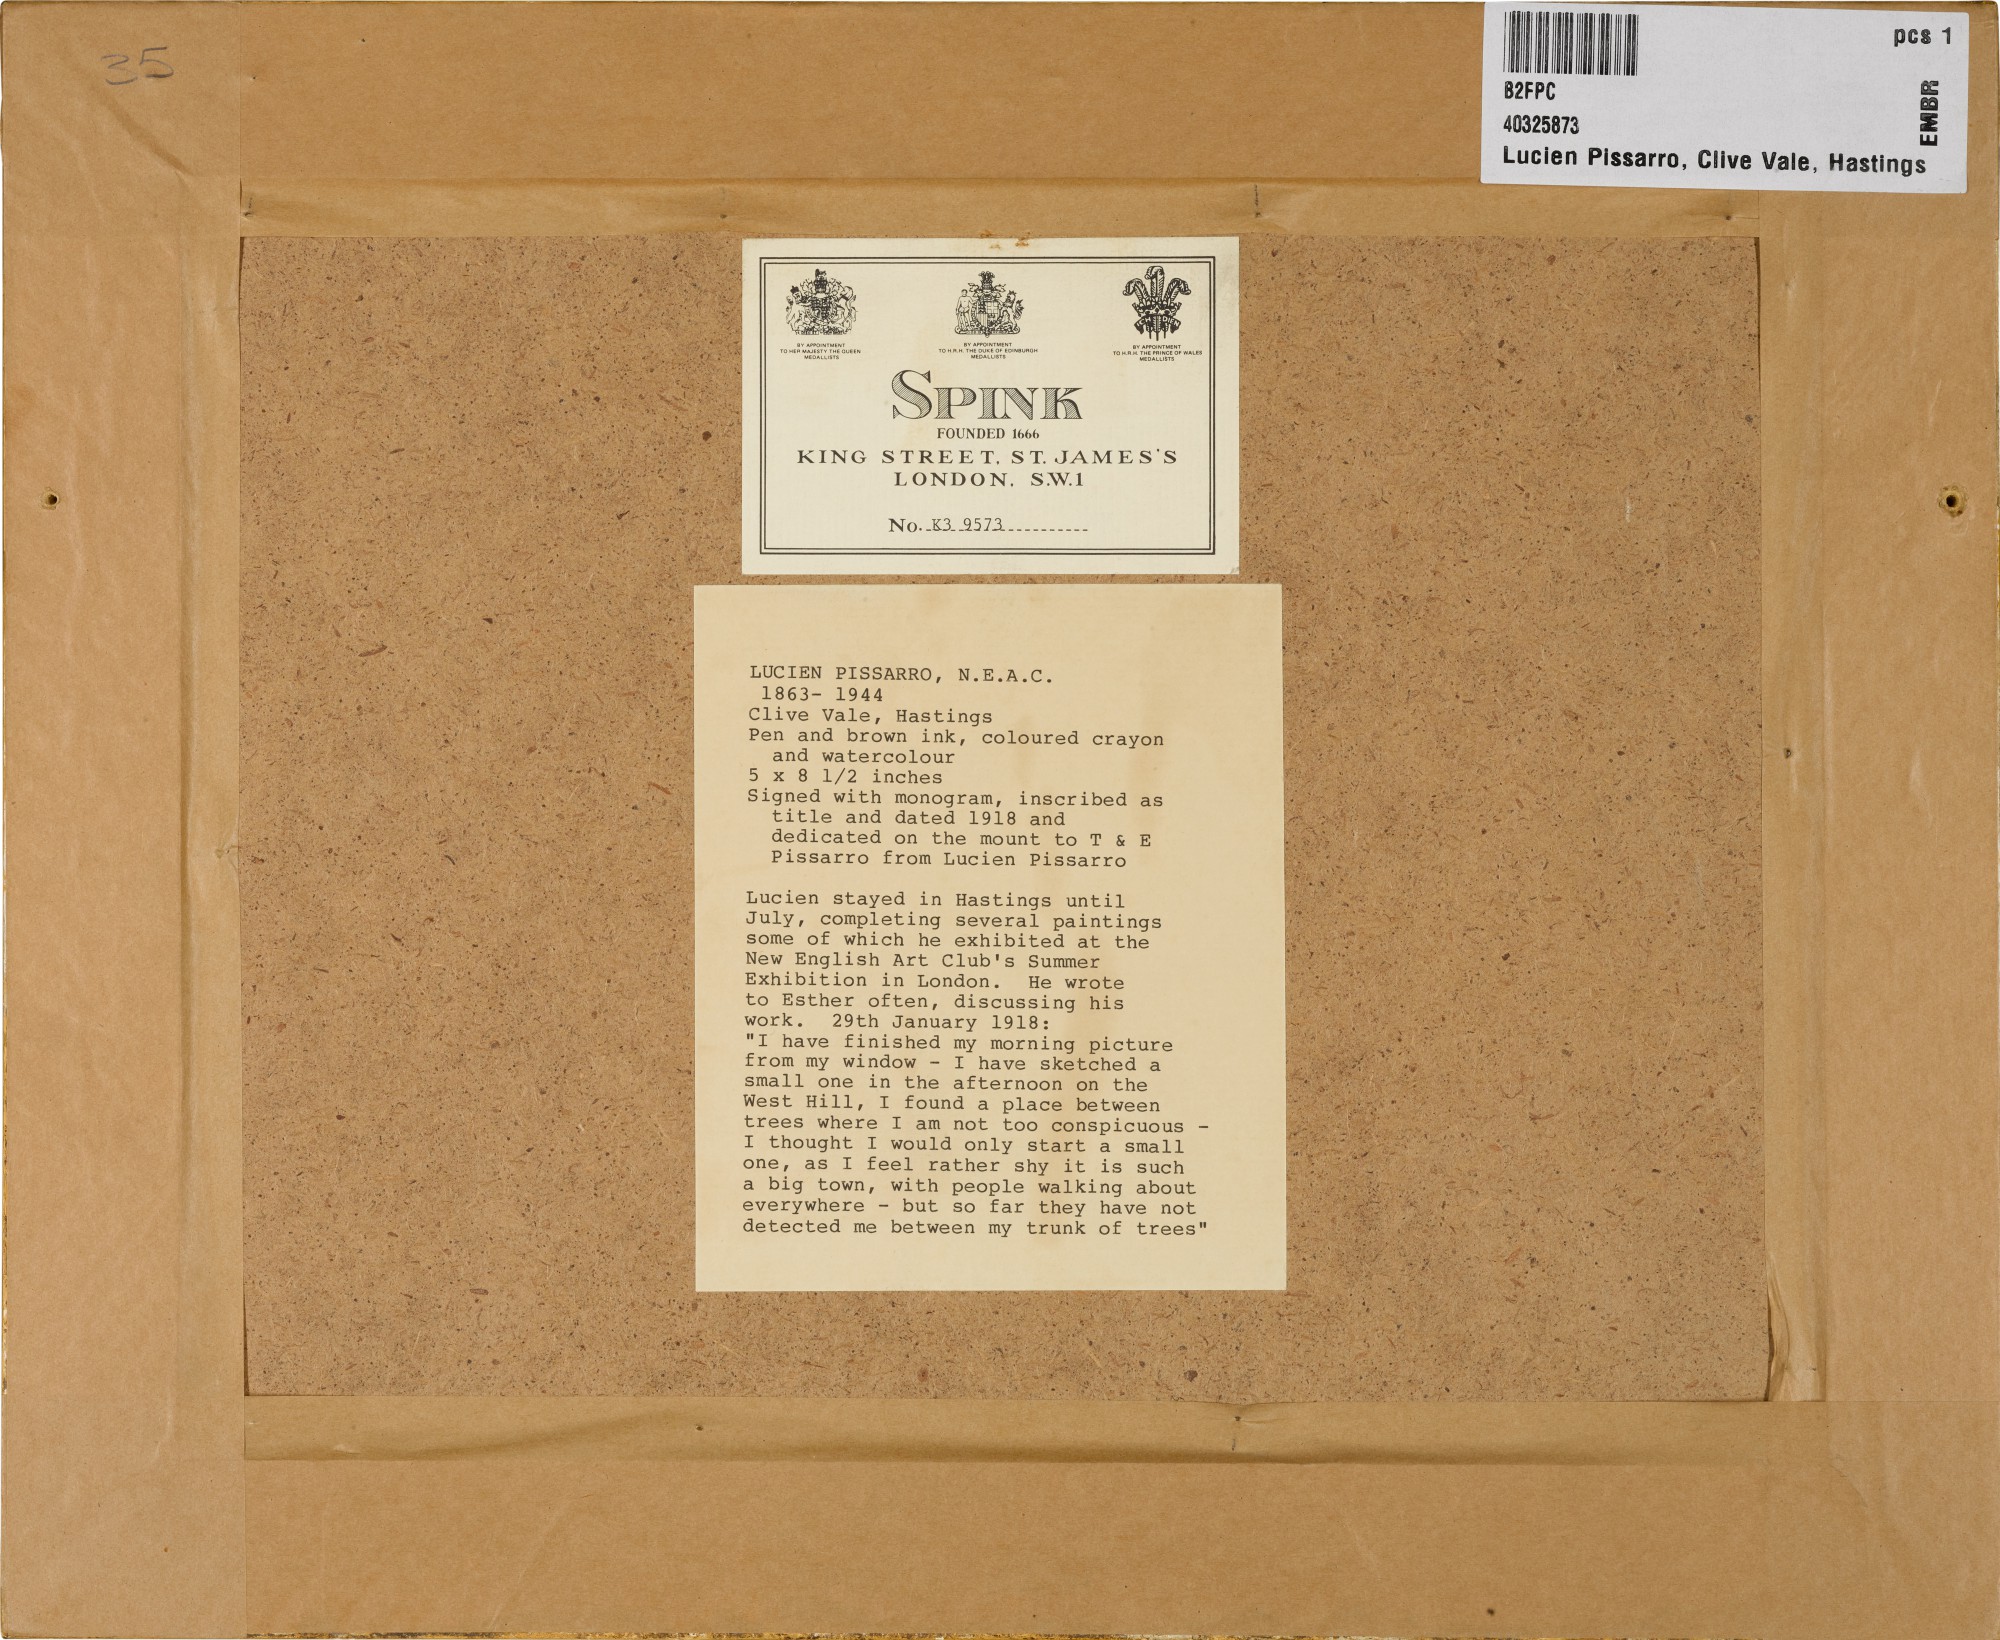 35
pcs 1
B2FPC
40325873
EMBR
Lucien Pissarro, Clive Vale, Hastings
BY APPOINTMENT
TO HER MAJESTY THE QUEEN
MEDALLISTS
BY APPOINTMENT
TO H.R.H. THE DUKE OF EDINBURGH
MEDALLISTS
BY APPOINTMENT
TO H.R.H. THE PRINCE OF WALES
MEDALLISTS
SPINK
FOUNDED 1666
KING STREET, ST. JAMES'S
LONDON. S.W.1
No. K3 9573
LUCIEN PISSARRO, N.E.A.C.
1863- 1944
Clive Vale, Hastings
Pen and brown ink, coloured crayon
and watercolour
5 x 8 1/2 inches
Signed with monogram, inscribed as
title and dated 1918 and
dedicated on the mount to T & E
Pissarro from Lucien Pissarro
Lucien stayed in Hastings until
July, completing several paintings
some of which he exhibited at the
New English Art Club's Summer
Exhibition in London. He wrote
to Esther often, discussing his
work. 29th January 1918:
"I have finished my morning picture
from my window - I have sketched a
small one in the afternoon on the
West Hill, I found a place between
trees where I am not too conspicuous -
I thought I would only start a small
one, as I feel rather shy it is such
a big town, with people walking about
everywhere - but so far they have not
detected me between my trunk of trees"